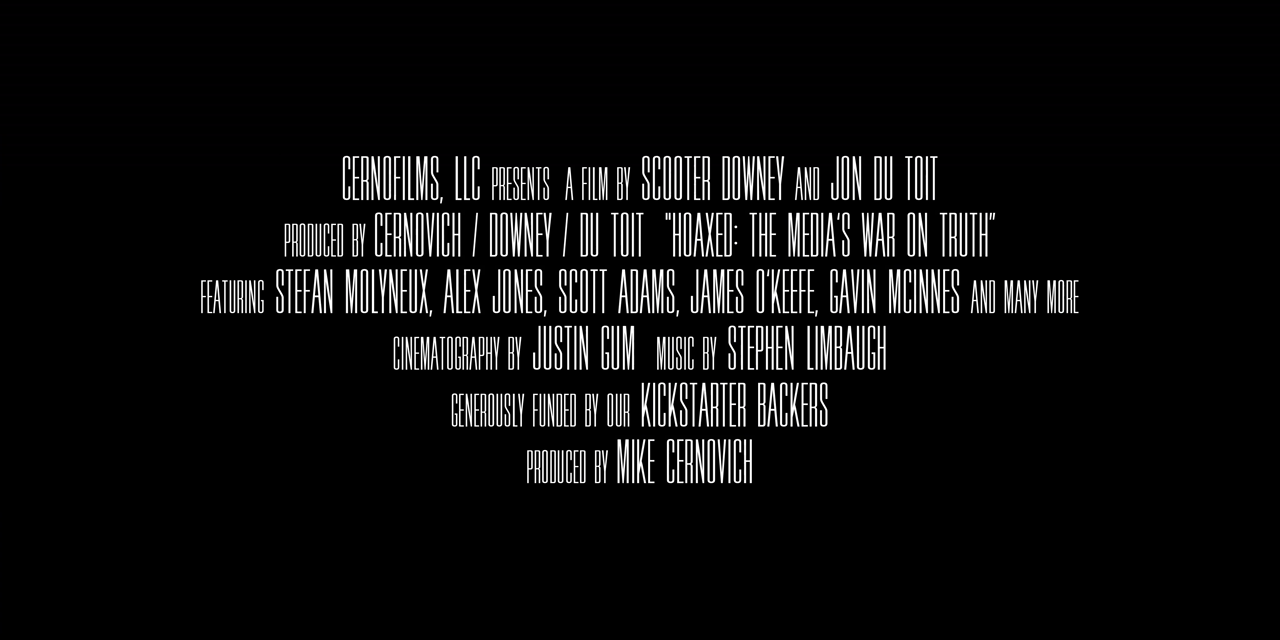 CERNOFILMS, LLC PRESENTS A FILM BY SCOOTER DOWNEY AND JON DU TOIT
PRODUCED BY CERNOVICH / DOWNEY / DU TOIT "HOAXED: THE MEDIA'S WAR ON TRUTH"
FEATURING STEFAN MOLYNEUX, ALEX JONES, SCOTT ADAMS, JAMES O'KEEFE, GAVIN MCINNES AND MANY MORE
CINEMATOGRAPHY BY JUSTIN GUM MUSIC BY STEPHEN LIMBAUGH
GENEROUSLY FUNDED BY OUR KICKSTARTER BACKERS
PRODUCED BY MIKE CERNOVICH